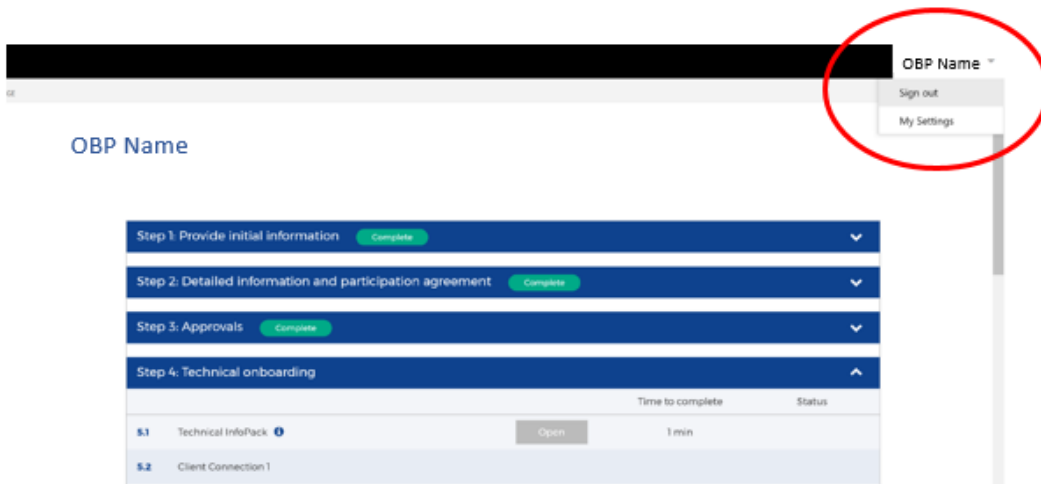 OBP Name
Sign out
My Settings
OBP Name
Step 1: Provide initial information Complete
Step 2: Detailed information and participation agreement Complete
Step 3: Approvals Complete
Step 4: Technical onboarding
Time to complete Status
5.1 Technical InfoPack Open 1 min
5.2 Client Connection 1